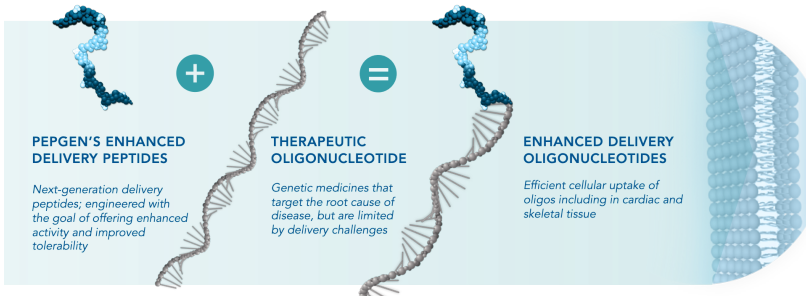 PEPGEN'S ENHANCED
DELIVERY PEPTIDES
Next-generation delivery
peptides; engineered with
the goal of offering enhanced
activity and improved
tolerability
+
THERAPEUTIC
OLIGONUCLEOTIDE
Genetic medicines that
target the root cause of
disease, but are limited
by delivery challenges
=
ENHANCED DELIVERY
OLIGONUCLEOTIDES
Efficient cellular uptake of
oligos including in cardiac and
skeletal tissue